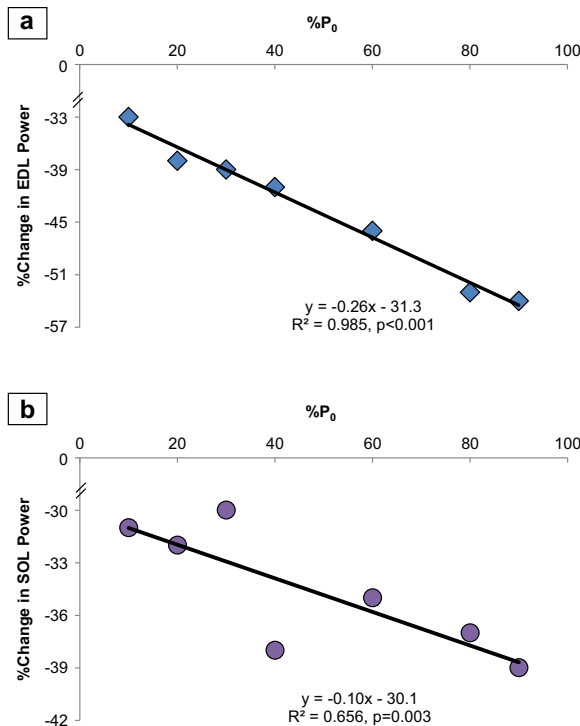 a
%P0
0 20 40 60 80 100
0
-33
-39
-45
-51
-57
%Change in EDL Power
y = -0.26x - 31.3
R² = 0.985, p<0.001
b
%P0
0 20 40 60 80 100
0
-30
-33
-36
-39
-42
%Change in SOL Power
y = -0.10x - 30.1
R² = 0.656, p=0.003